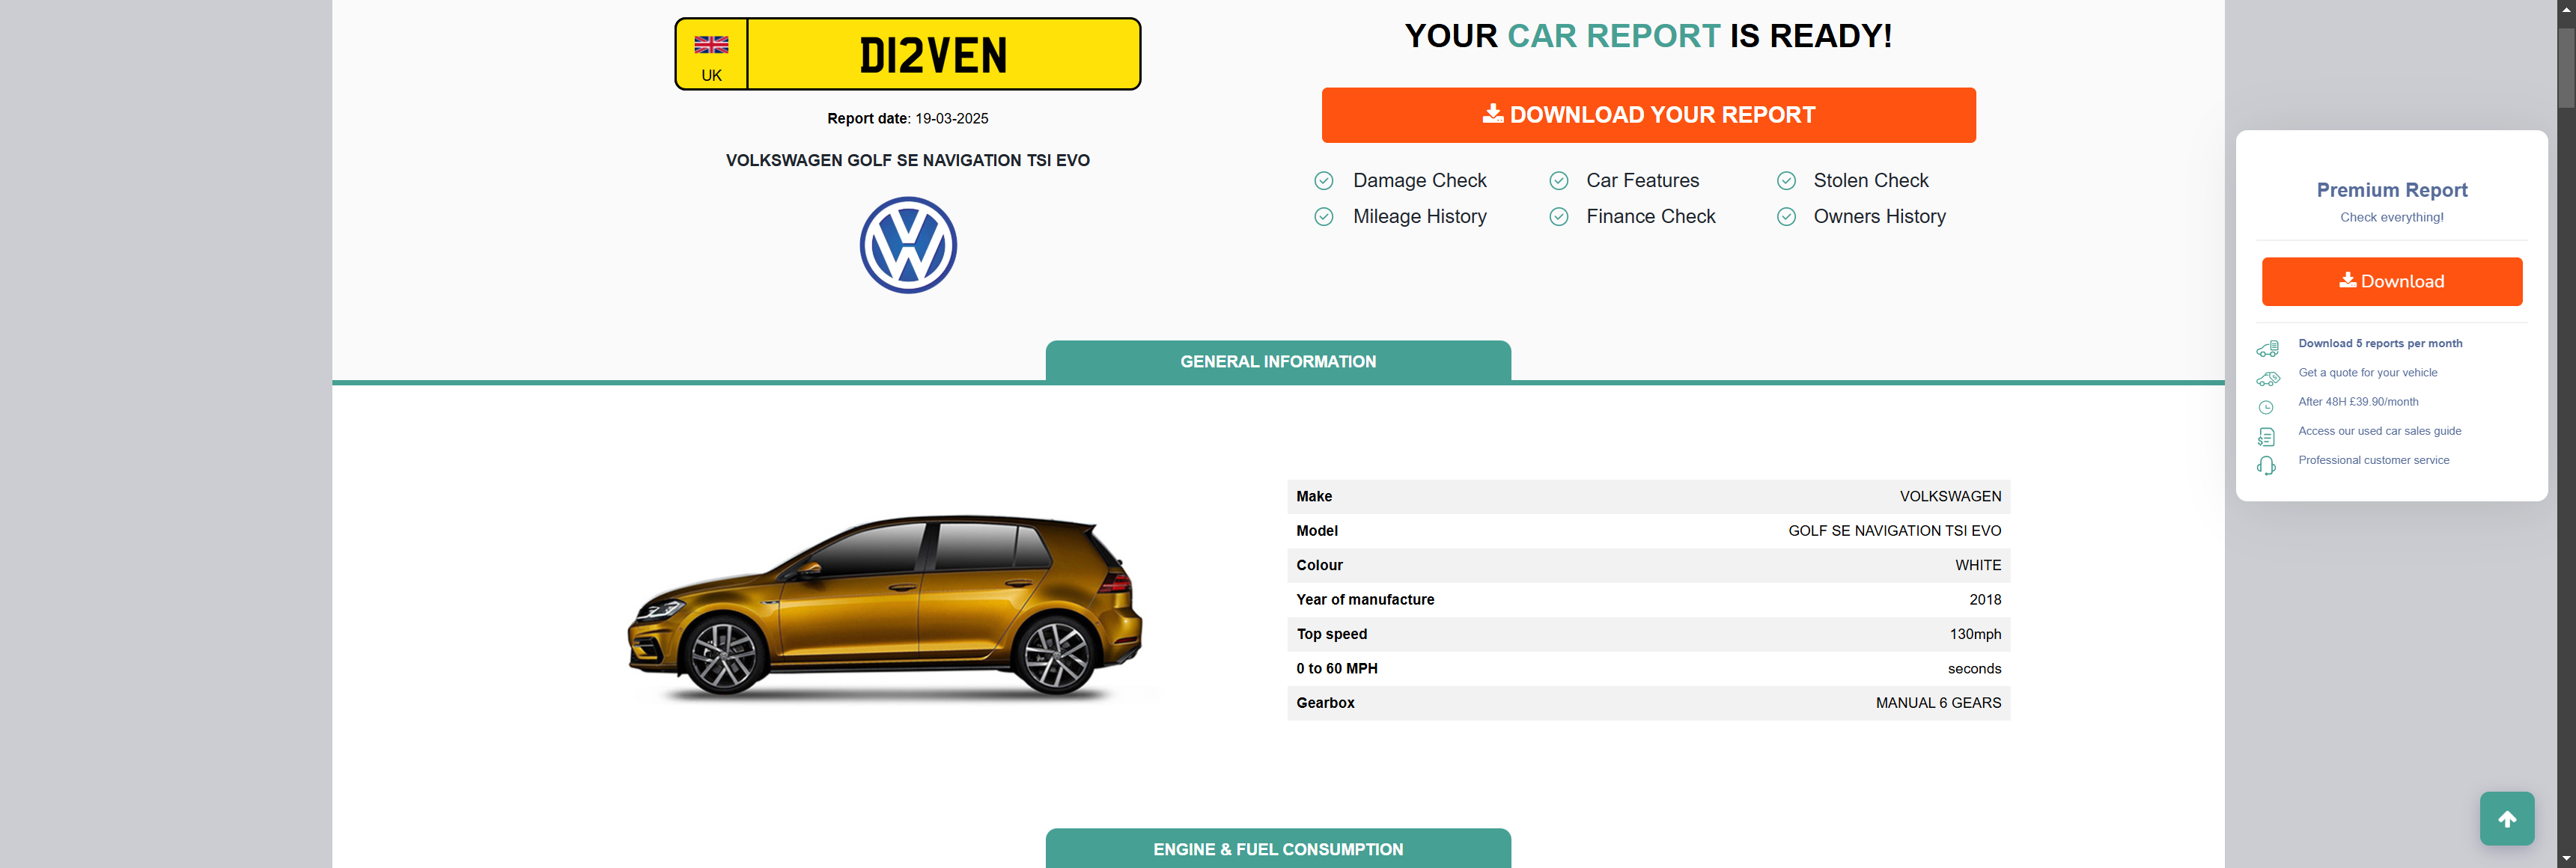 UK
D12VEN
Report date: 19-03-2025
VOLKSWAGEN GOLF SE NAVIGATION TSI EVO
YOUR CAR REPORT IS READY!
DOWNLOAD YOUR REPORT
Damage Check
Car Features
Stolen Check
Mileage History
Finance Check
Owners History
Premium Report
Check everything!
Download
Download 5 reports per month
Get a quote for your vehicle
After 48H £39.90/month
Access our used car sales guide
Professional customer service
GENERAL INFORMATION
Make VOLKSWAGEN
Model GOLF SE NAVIGATION TSI EVO
Colour WHITE
Year of manufacture 2018
Top speed 130mph
0 to 60 MPH seconds
Gearbox MANUAL 6 GEARS
ENGINE & FUEL CONSUMPTION